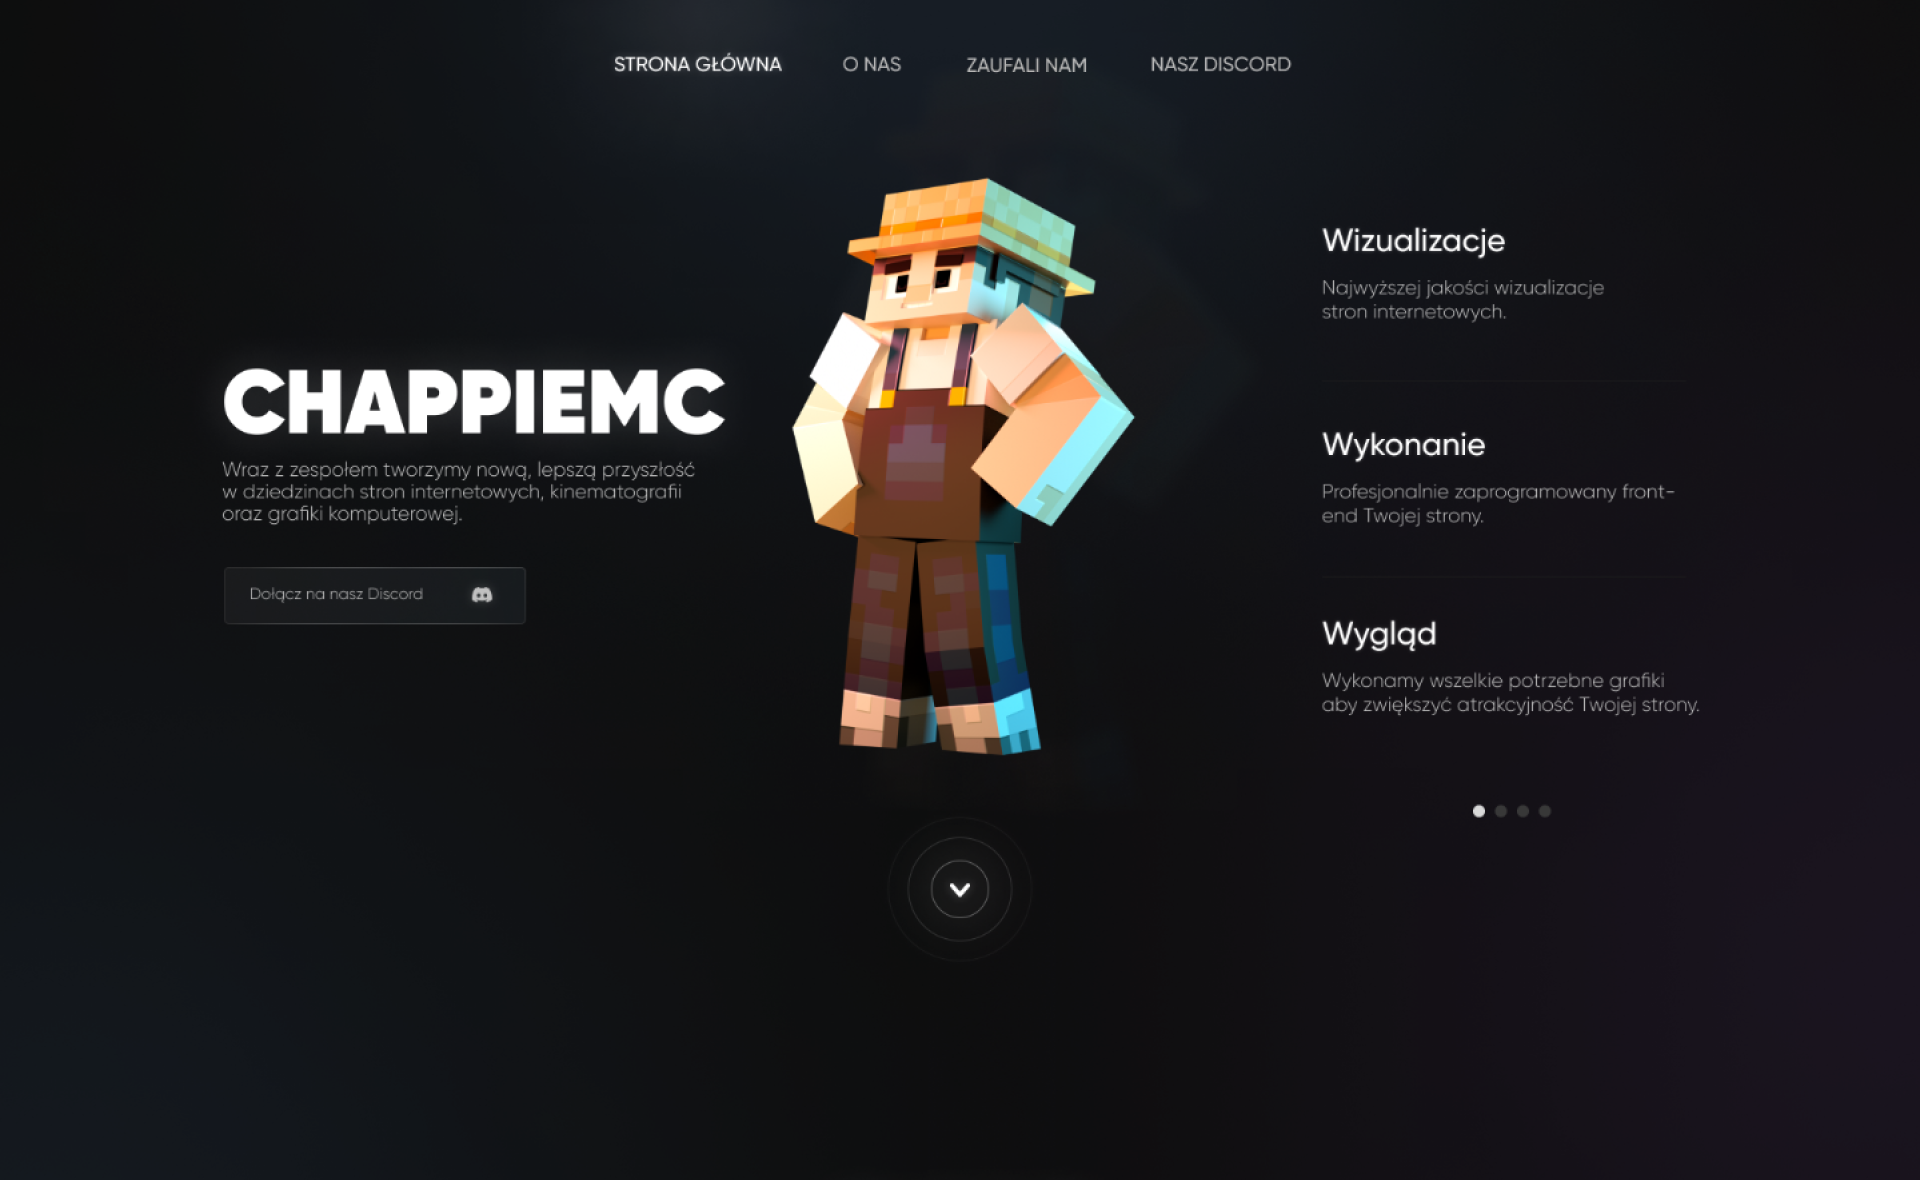 STRONA GŁÓWNA
O NAS
ZAUFALI NAM
NASZ DISCORD
CHAPPIEMC
Wraz z zespołem tworzymy nową, lepszą przyszłość
w dziedzinach stron internetowych, kinematografii
oraz grafiki komputerowej.
Dołącz na nasz Discord
Wizualizacje
Najwyższej jakości wizualizacje
stron internetowych.
Wykonanie
Profesjonalnie zaprogramowany front-
end Twojej strony.
Wygląd
Wykonamy wszelkie potrzebne grafiki
aby zwiększyć atrakcyjność Twojej strony.